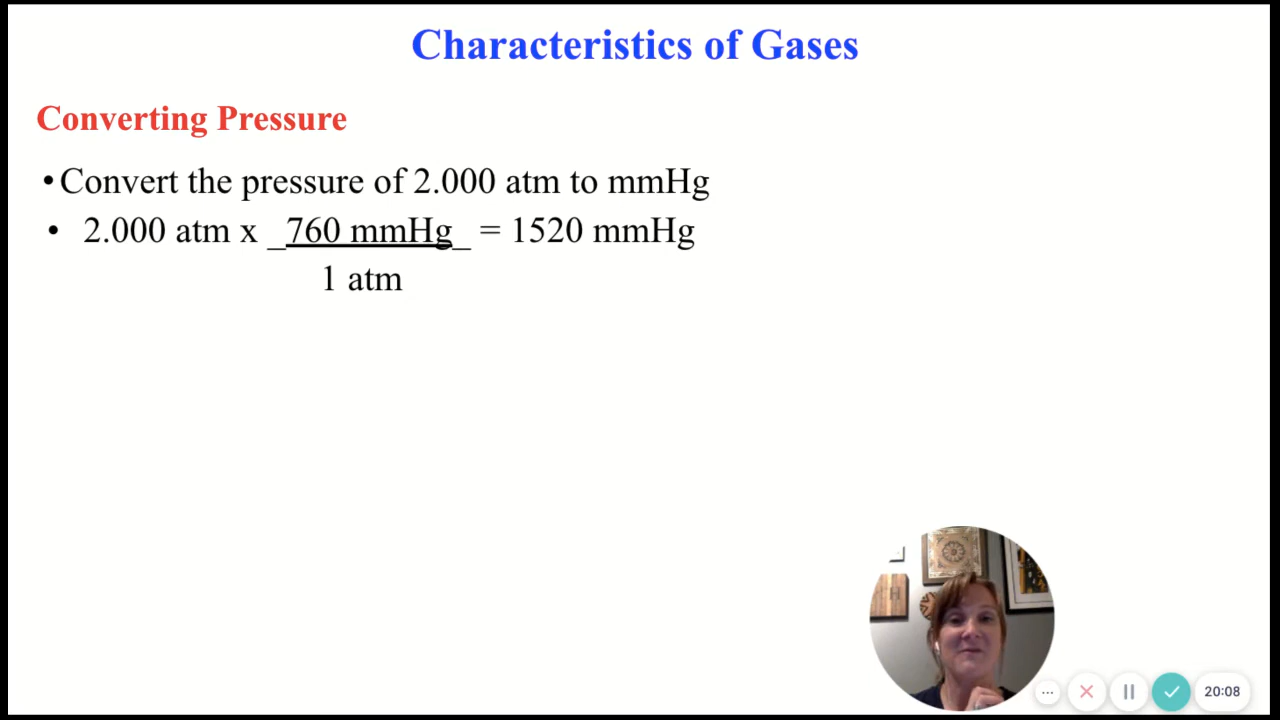 Characteristics of Gases
Converting Pressure
•Convert the pressure of 2.000 atm to mmHg
• 2.000 atm x _760 mmHg_ = 1520 mmHg
1 atm
20:08